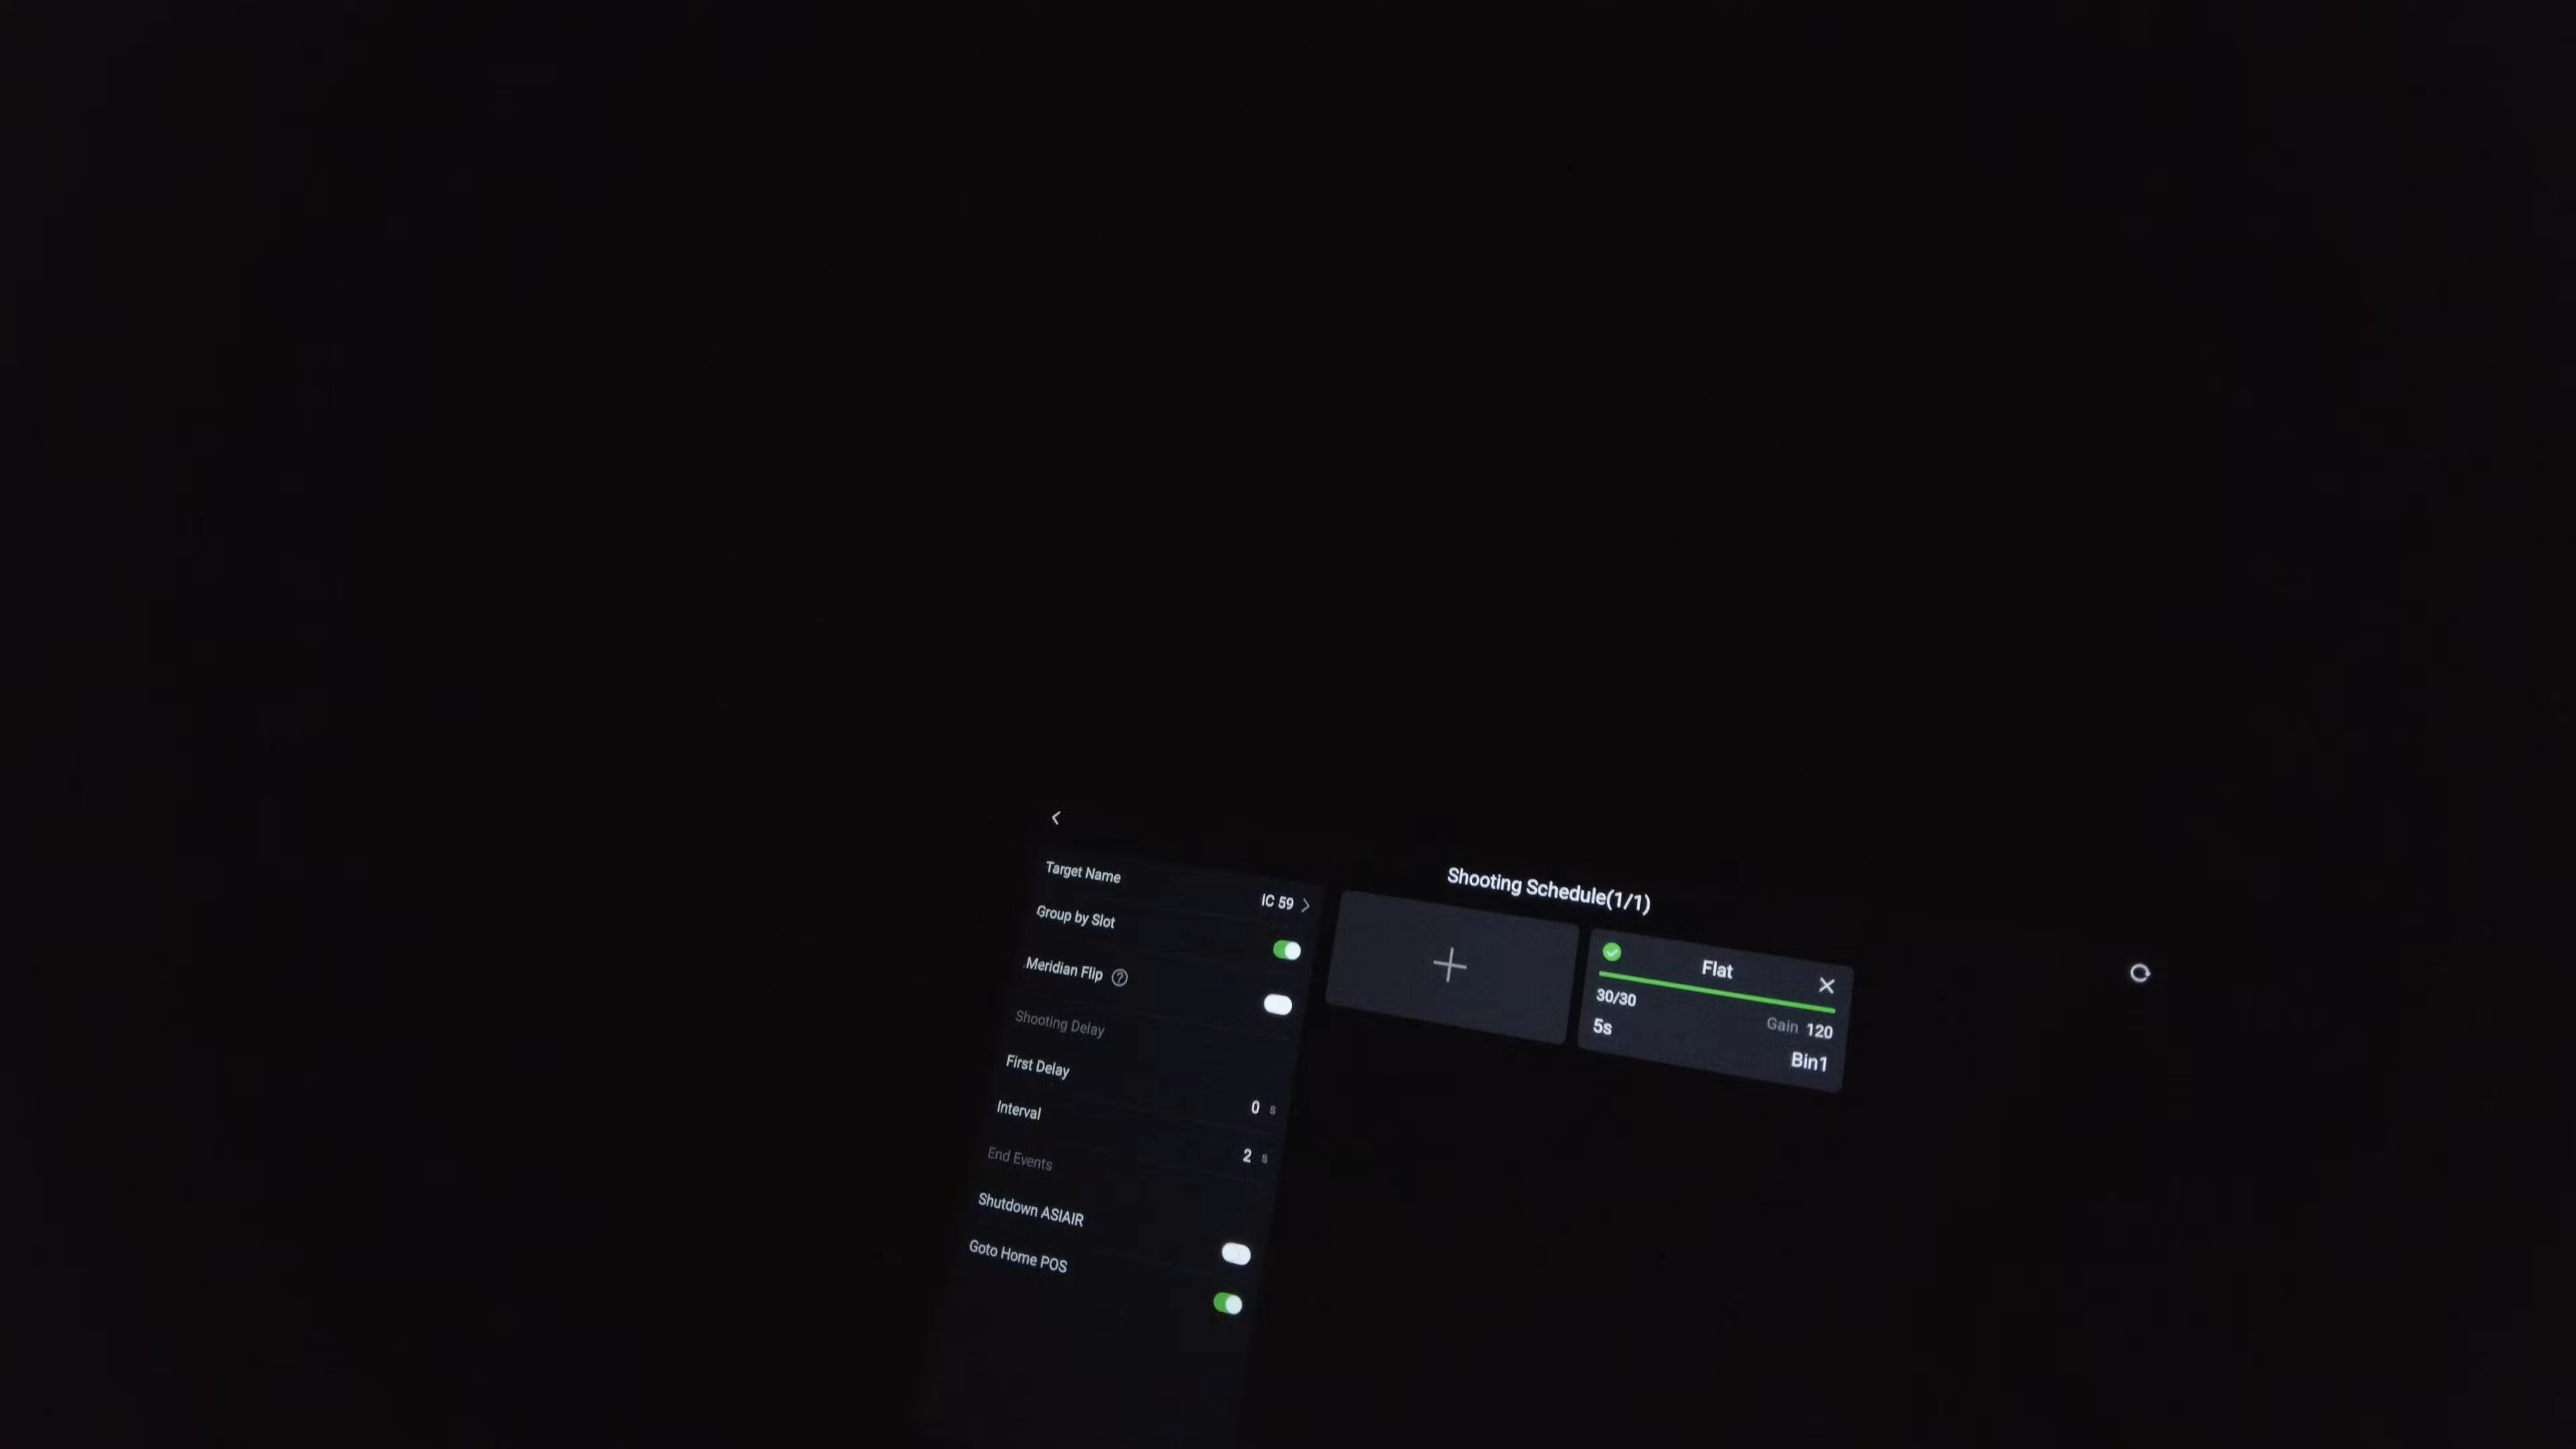 Shooting Schedule(1/1)
Target Name
IC 59
Group by Slot
Meridian Flip ?
Shooting Delay
First Delay
0 s
Interval
2 s
End Events
Shutdown ASIAIR
Goto Home POS
Flat
30/30
Gain 120
5s
Bin1